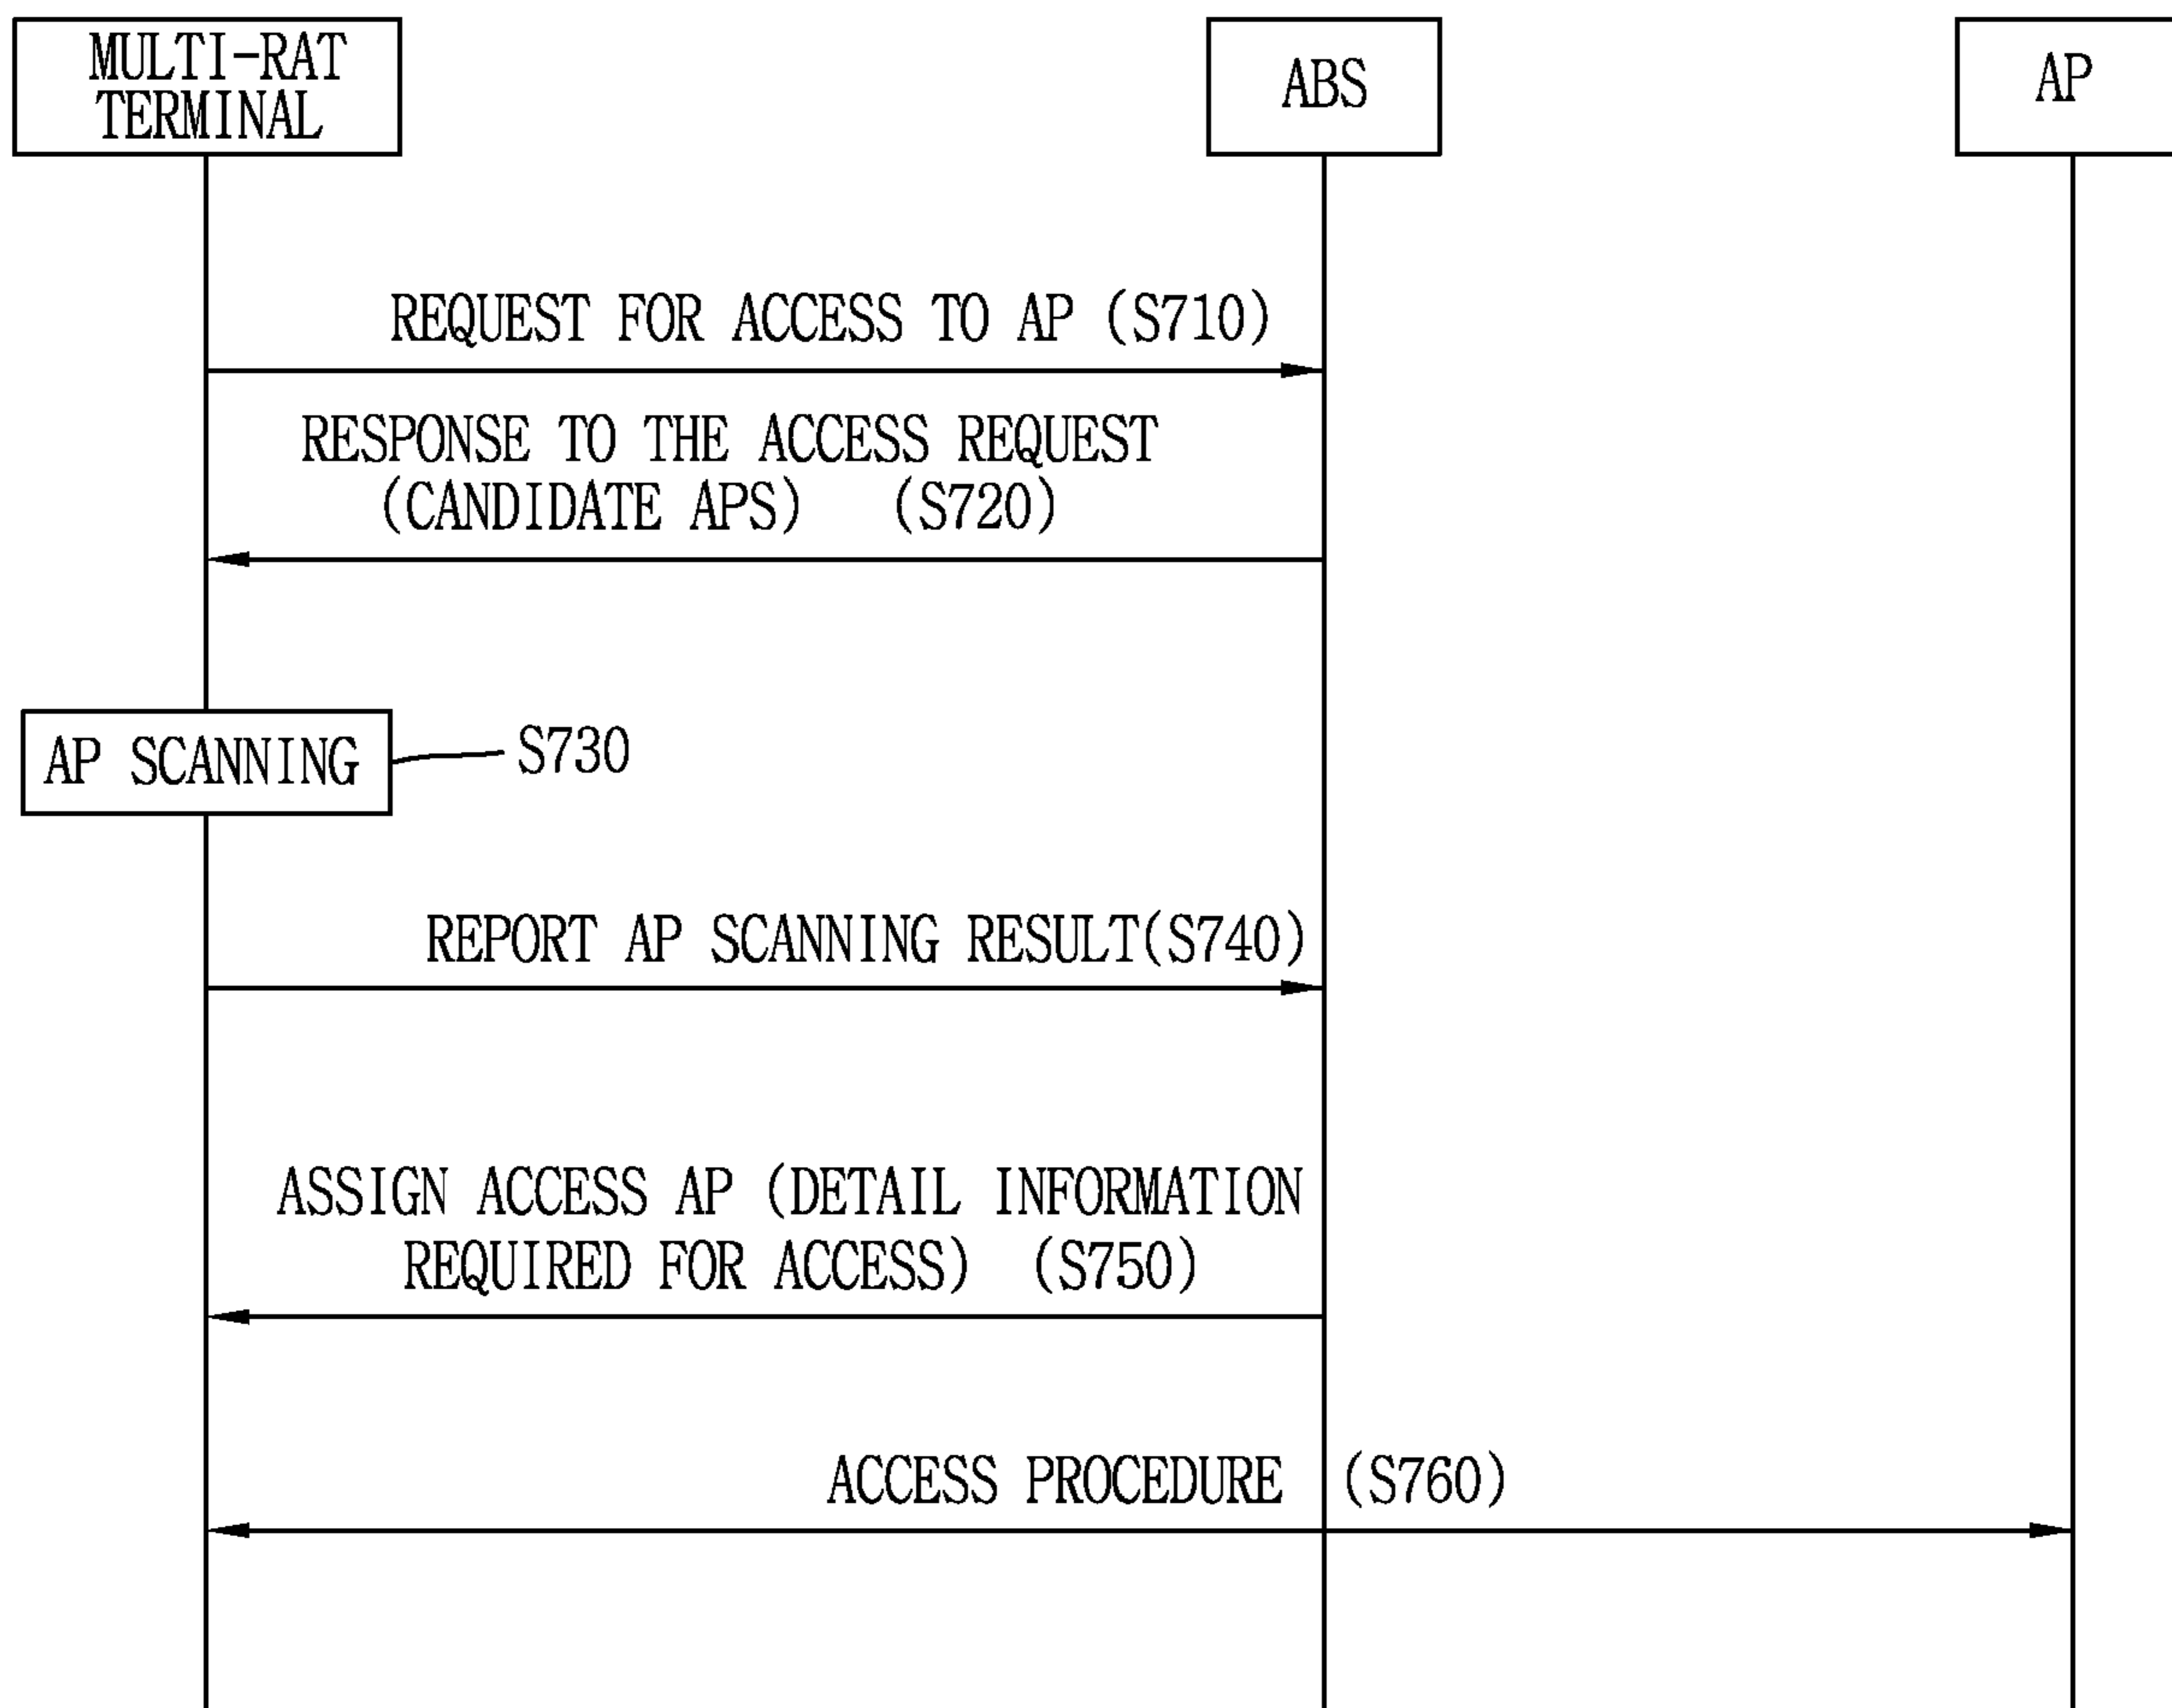 MULTI-RAT
TERMINAL
ABS
AP
REQUEST FOR ACCESS TO AP (S710)
RESPONSE TO THE ACCESS REQUEST
(CANDIDATE APS) (S720)
AP SCANNING
S730
REPORT AP SCANNING RESULT(S740)
ASSIGN ACCESS AP (DETAIL INFORMATION
REQUIRED FOR ACCESS) (S750)
ACCESS PROCEDURE (S760)